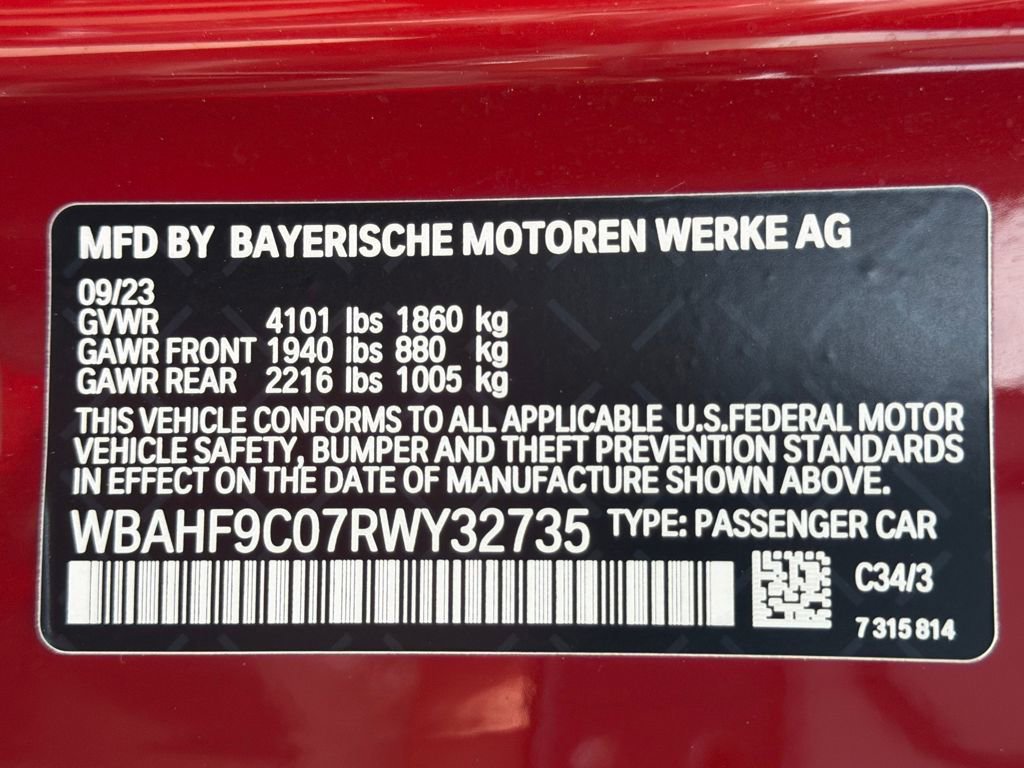 MFD BY BAYERISCHE MOTOREN WERKE AG
09/23
GVWR 4101 lbs 1860 kg
GAWR FRONT 1940 lbs 880 kg
GAWR REAR 2216 lbs 1005 kg
THIS VEHICLE CONFORMS TO ALL APPLICABLE U.S.FEDERAL MOTOR
VEHICLE SAFETY, BUMPER AND THEFT PREVENTION STANDARDS
IN EFFECT ON THE DATE OF MANUFACTURE SHOWN ABOVE.
WBAHF9C07RWY32735 TYPE: PASSENGER CAR
C34/3
7 315 814